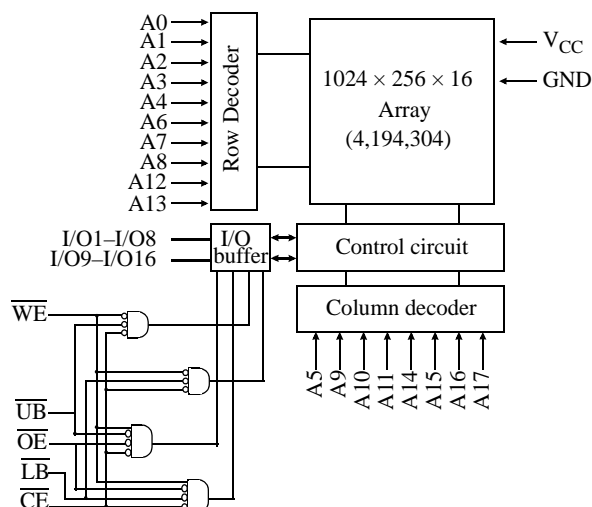 A0
A1
A2
A3
A4
A6
A7
A8
A12
A13
Row Decoder
1024 × 256 × 16
Array
(4,194,304)
VCC
GND
I/O1–I/O8
I/O9–I/O16
I/O
buffer
Control circuit
Column decoder
A5
A9
A10
A11
A14
A15
A16
A17
WE
UB
OE
LB
CE